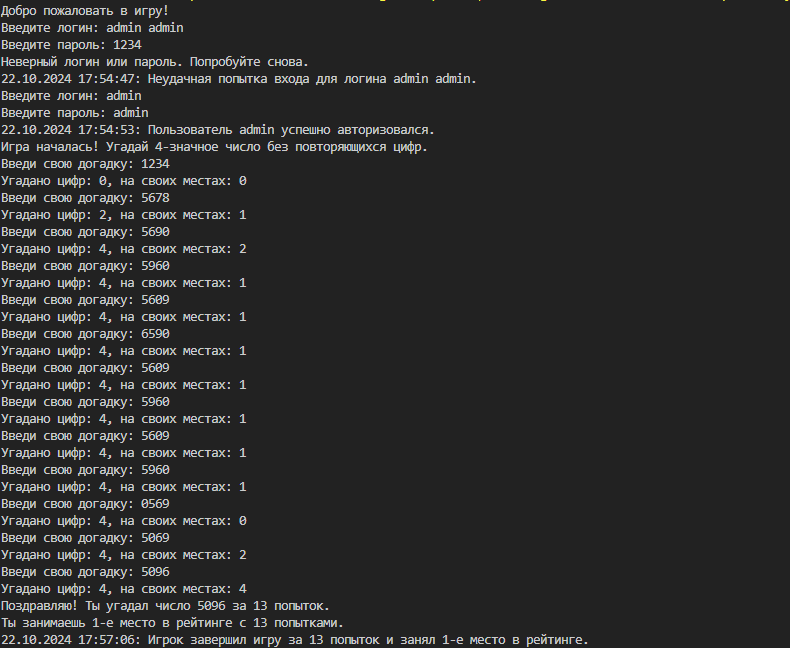 Добро пожаловать в игру!
Введите логин: admin admin
Введите пароль: 1234
Неверный логин или пароль. Попробуйте снова.
22.10.2024 17:54:47: Неудачная попытка входа для логина admin admin.
Введите логин: admin
Введите пароль: admin
22.10.2024 17:54:53: Пользователь admin успешно авторизовался.
Игра началась! Угадай 4-значное число без повторяющихся цифр.
Введи свою догадку: 1234
Угадано цифр: 0, на своих местах: 0
Введи свою догадку: 5678
Угадано цифр: 2, на своих местах: 1
Введи свою догадку: 5690
Угадано цифр: 4, на своих местах: 2
Введи свою догадку: 5960
Угадано цифр: 4, на своих местах: 1
Введи свою догадку: 5609
Угадано цифр: 4, на своих местах: 1
Введи свою догадку: 6590
Угадано цифр: 4, на своих местах: 1
Введи свою догадку: 5609
Угадано цифр: 4, на своих местах: 1
Введи свою догадку: 5960
Угадано цифр: 4, на своих местах: 1
Введи свою догадку: 5609
Угадано цифр: 4, на своих местах: 1
Введи свою догадку: 5960
Угадано цифр: 4, на своих местах: 1
Введи свою догадку: 0569
Угадано цифр: 4, на своих местах: 0
Введи свою догадку: 5069
Угадано цифр: 4, на своих местах: 2
Введи свою догадку: 5096
Угадано цифр: 4, на своих местах: 4
Поздравляю! Ты угадал число 5096 за 13 попыток.
Ты занимаешь 1-е место в рейтинге с 13 попытками.
22.10.2024 17:57:06: Игрок завершил игру за 13 попыток и занял 1-е место в рейтинге.